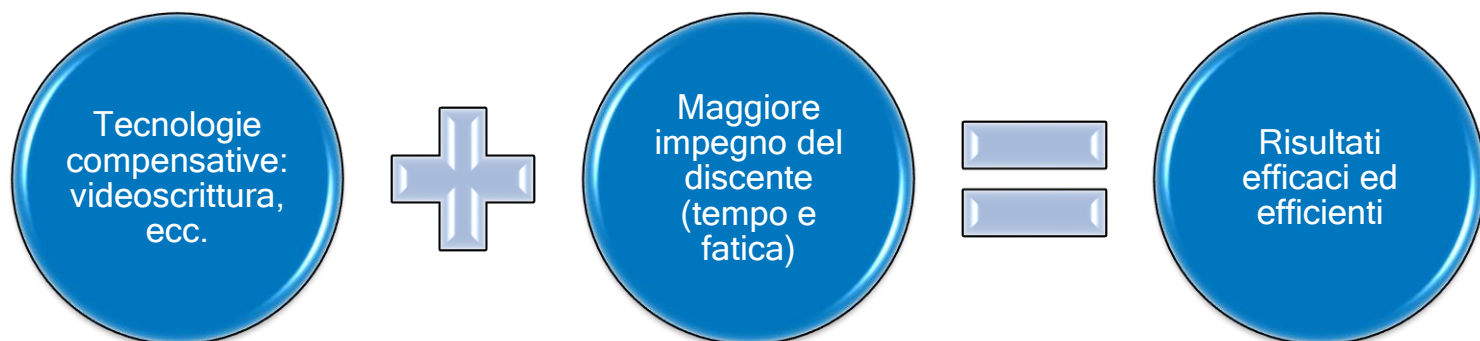 Tecnologie
compensative:
videoscrittura,
ecc.
Maggiore
impegno del
discente
(tempo e
fatica)
Risultati
efficaci ed
efficienti